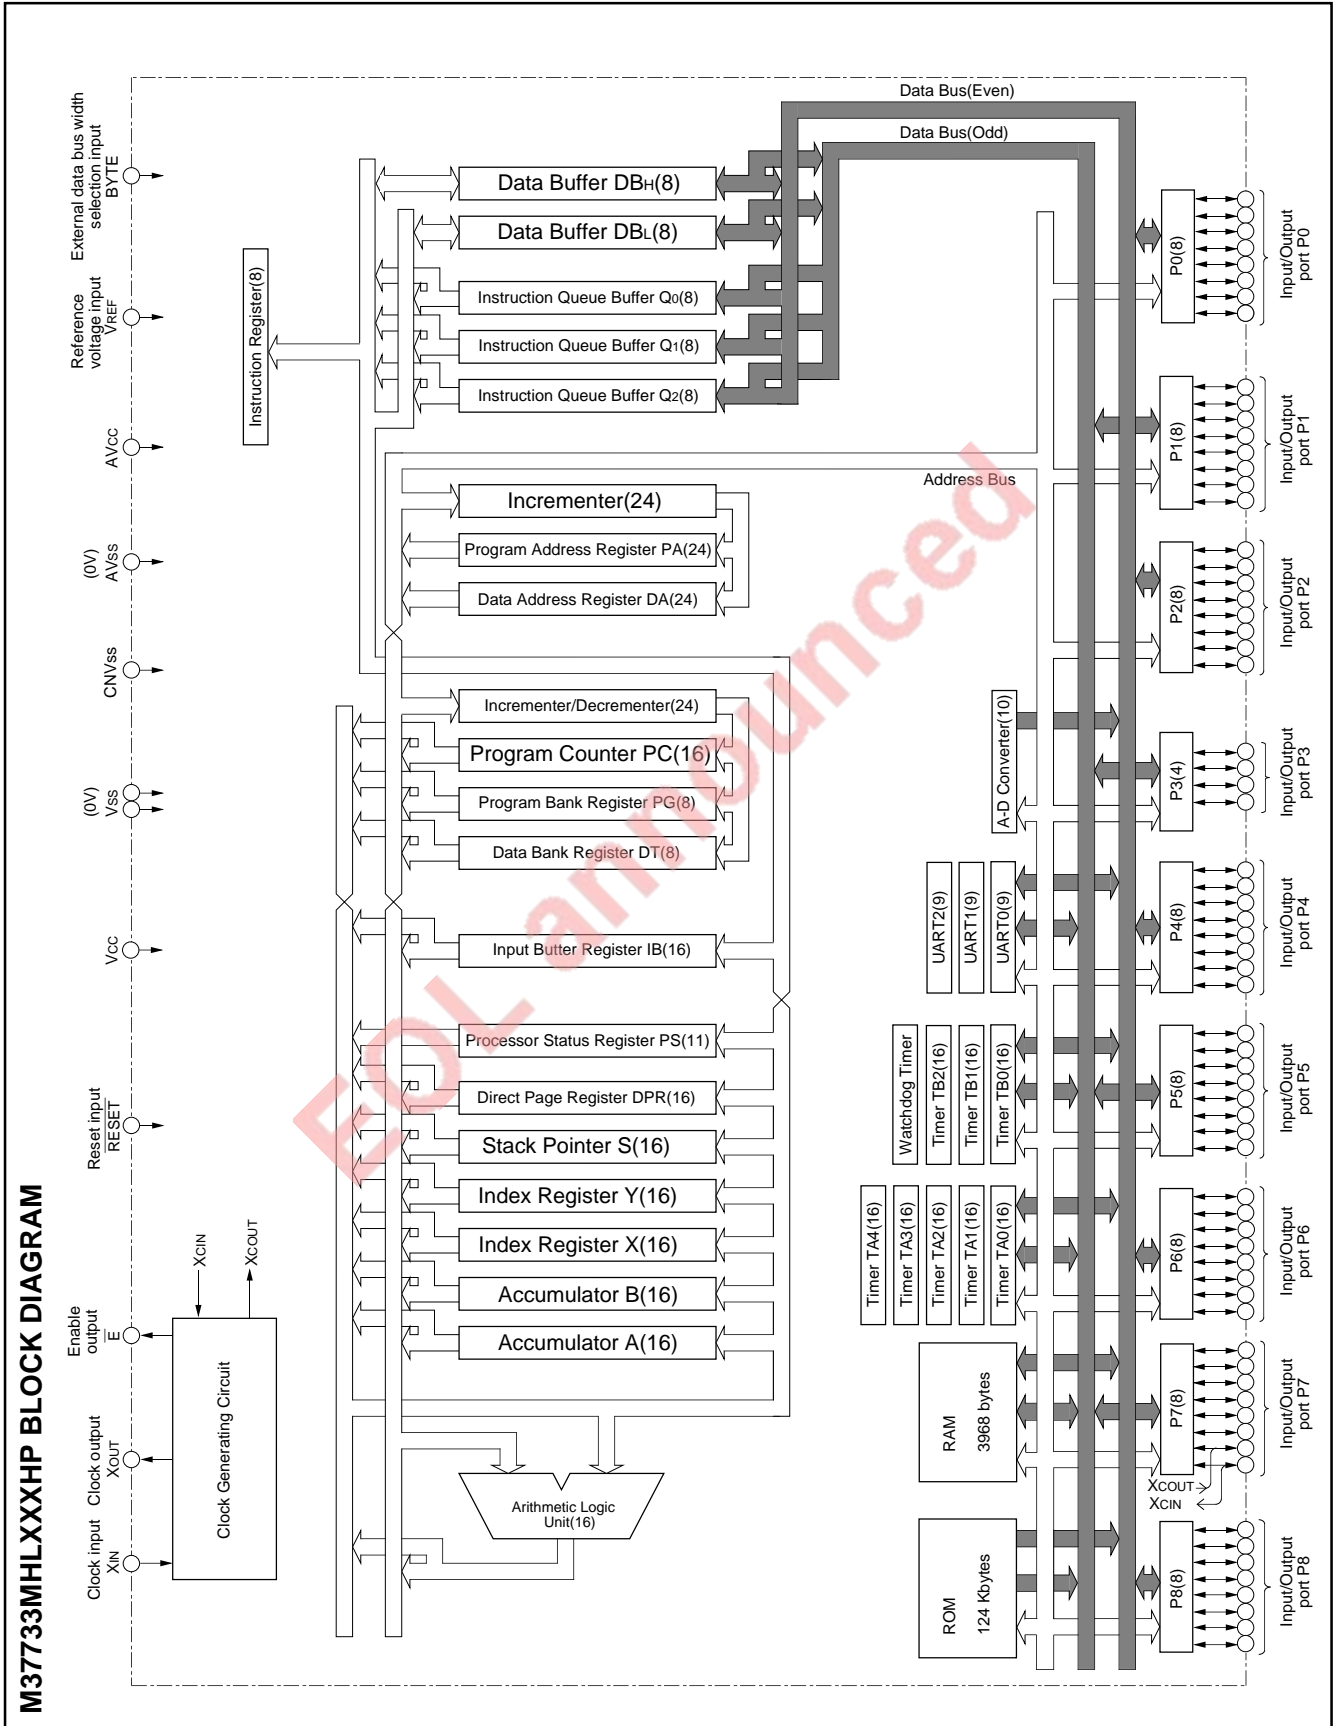 M37733MHLXXXHP BLOCK DIAGRAM
Clock input
XIN
Clock output
XOUT
Enable
output
E
Reset input
RESET
VCC
(0V)
VSS
CNVSS
(0V)
AVSS
AVCC
Reference
voltage input
VREF
External data bus width
selection input
BYTE
Clock Generating Circuit
XCIN
XCOUT
Instruction Register(8)
Data Bus(Even)
Data Bus(Odd)
Address Bus
Data Buffer DBH(8)
Data Buffer DBL(8)
Instruction Queue Buffer Q0(8)
Instruction Queue Buffer Q1(8)
Instruction Queue Buffer Q2(8)
Incrementer(24)
Program Address Register PA(24)
Data Address Register DA(24)
Incrementer/Decrementer(24)
Program Counter PC(16)
Program Bank Register PG(8)
Data Bank Register DT(8)
Input Butter Register IB(16)
Processor Status Register PS(11)
Direct Page Register DPR(16)
Stack Pointer S(16)
Index Register Y(16)
Index Register X(16)
Accumulator B(16)
Accumulator A(16)
Arithmetic Logic
Unit(16)
A-D Converter(10)
UART2(9)
UART1(9)
UART0(9)
Watchdog Timer
Timer TB2(16)
Timer TB1(16)
Timer TB0(16)
Timer TA4(16)
Timer TA3(16)
Timer TA2(16)
Timer TA1(16)
Timer TA0(16)
RAM
3968 bytes
ROM
124 Kbytes
P0(8)
P1(8)
P2(8)
P3(4)
P4(8)
P5(8)
P6(8)
P7(8)
P8(8)
XCOUT
XCIN
Input/Output
port P0
Input/Output
port P1
Input/Output
port P2
Input/Output
port P3
Input/Output
port P4
Input/Output
port P5
Input/Output
port P6
Input/Output
port P7
Input/Output
port P8
EOL announced